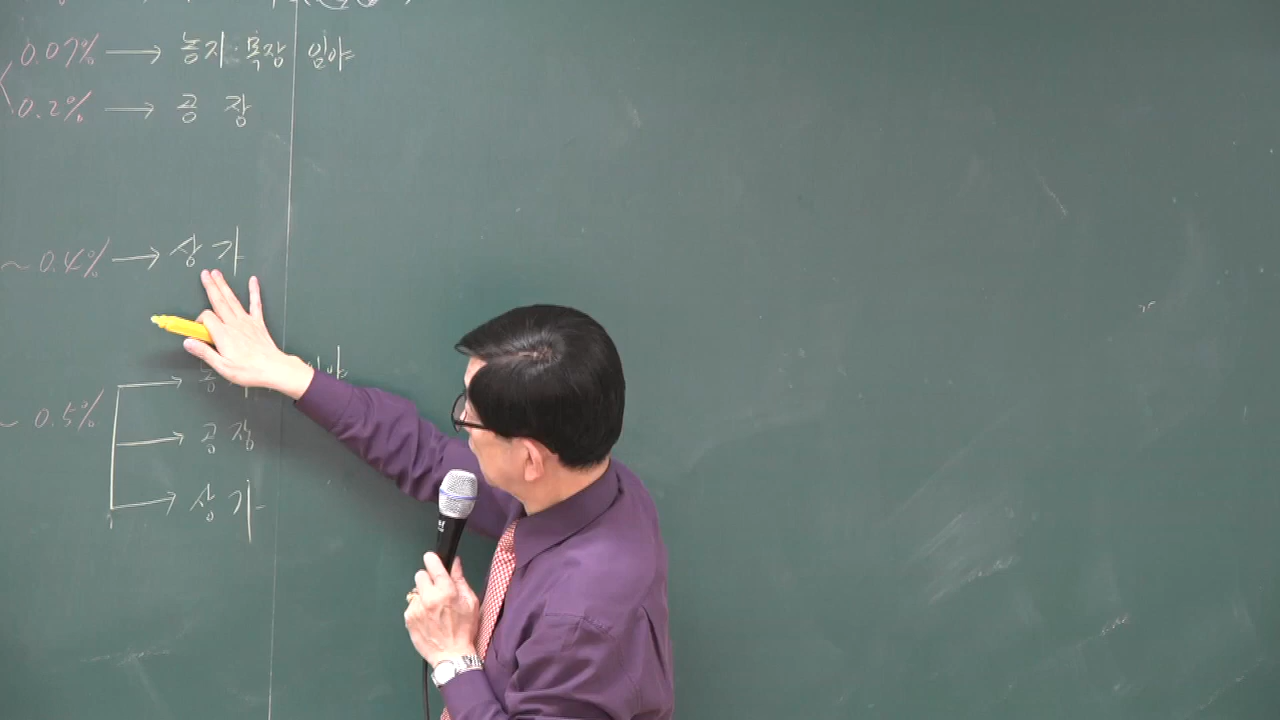 0.07% → 농지·목장 임야
0.2% → 공 장
~ 0.4% → 상 가
~ 0.5%
→ 공 장
→ 상 가